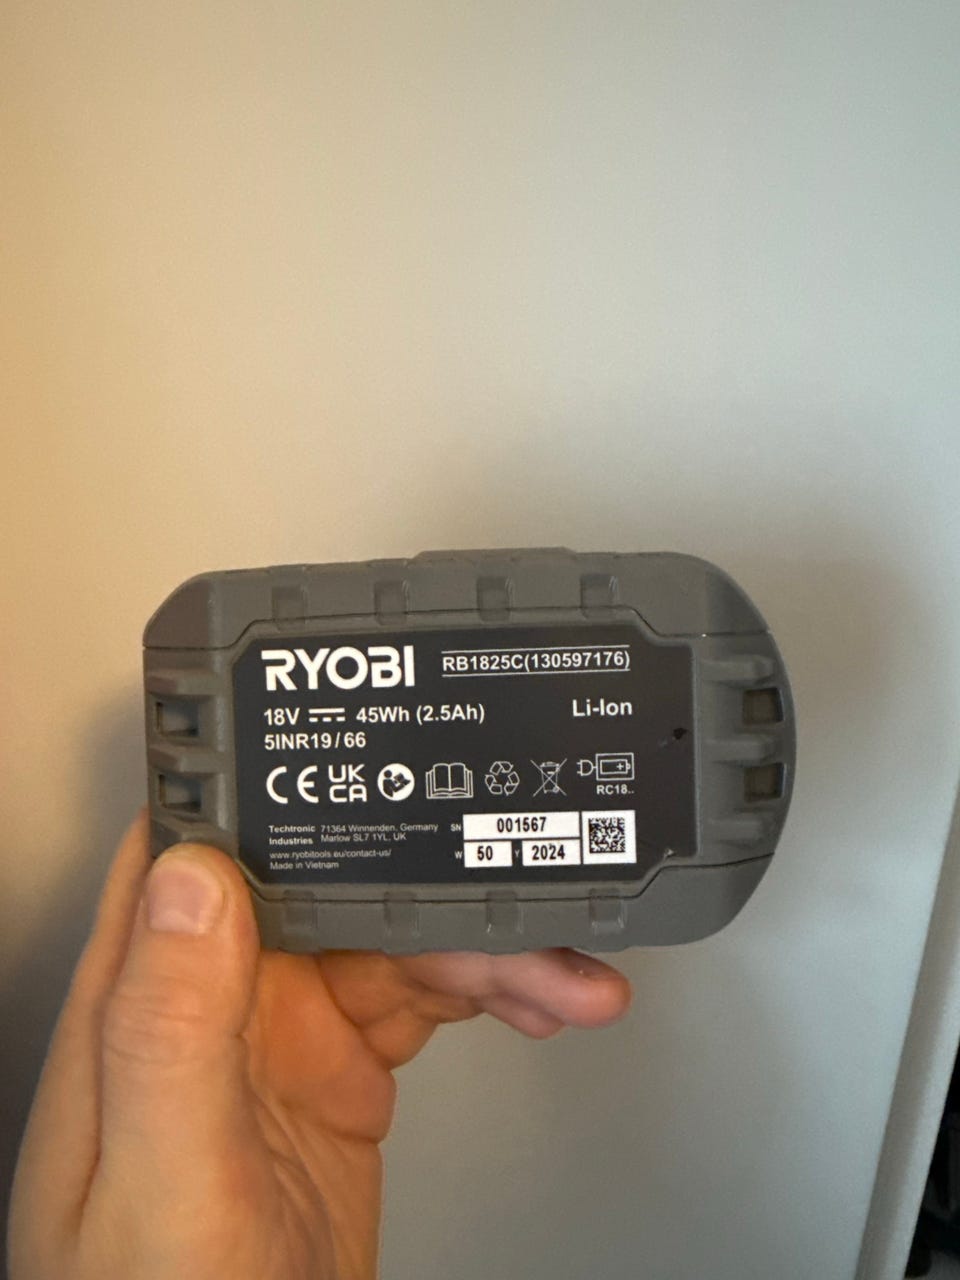 RYOBI
RB1825C(130597176)
18V 45Wh (2.5Ah)
Li-Ion
5INR19/66
CE UK CA
RC18..
Techtronic Industries
71364 Winnenden, Germany
Marlow SL7 1YL, UK
www.ryobitools.eu/contact-us/
Made in Vietnam
SN 001567
W 50 Y 2024